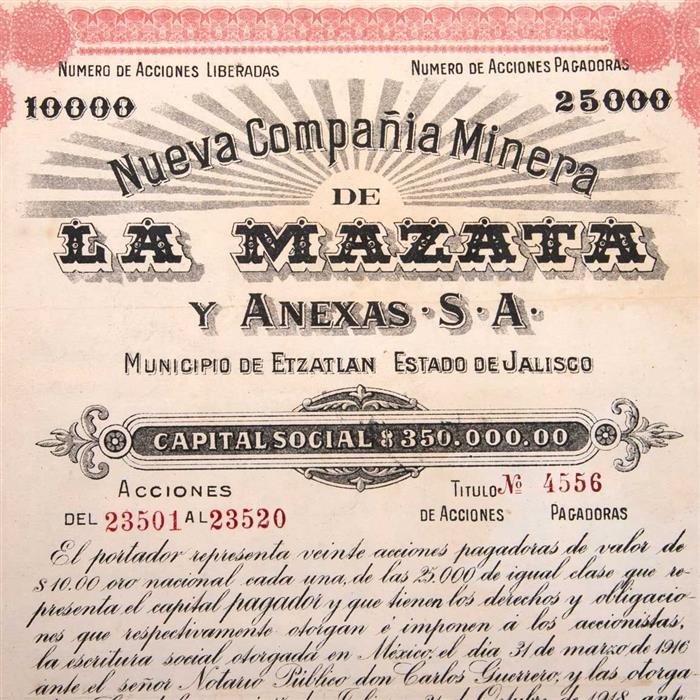 NUMERO DE ACCIONES LIBERADAS NUMERO DE ACCIONES PAGADORAS
10000 25000
NUEVA COMPAÑIA MINERA
DE
LA MAZATA
Y ANEXAS · S · A ·
MUNICIPIO DE ETZATLAN ESTADO DE JALISCO
CAPITAL SOCIAL $ 350.000.00
ACCIONES TITULO Nº 4556
DEL 23501 AL 23520 DE ACCIONES PAGADORAS
El portador representa veinte acciones pagadoras de valor de
$10.00 oro nacional cada una, de las 25.000 de igual clase que re-
presenta el capital pagador y que tienen los derechos y obligacio-
nes que respectivamente otorgan é imponen á los accionistas,
la escritura social otorgada en México, el dia 31 de marzo de 1916
ante el señor Notario Público don Carlos Guerrero, y las otorga